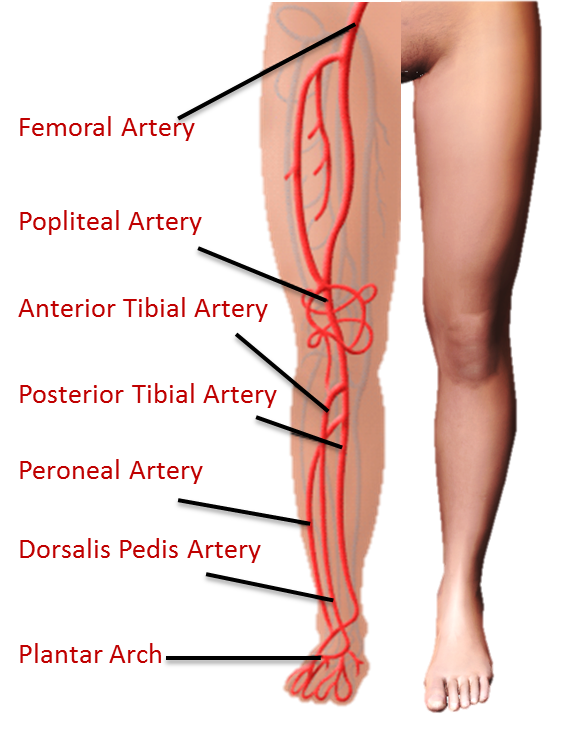 Femoral Artery
Popliteal Artery
Anterior Tibial Artery
Posterior Tibial Artery
Peroneal Artery
Dorsalis Pedis Artery
Plantar Arch